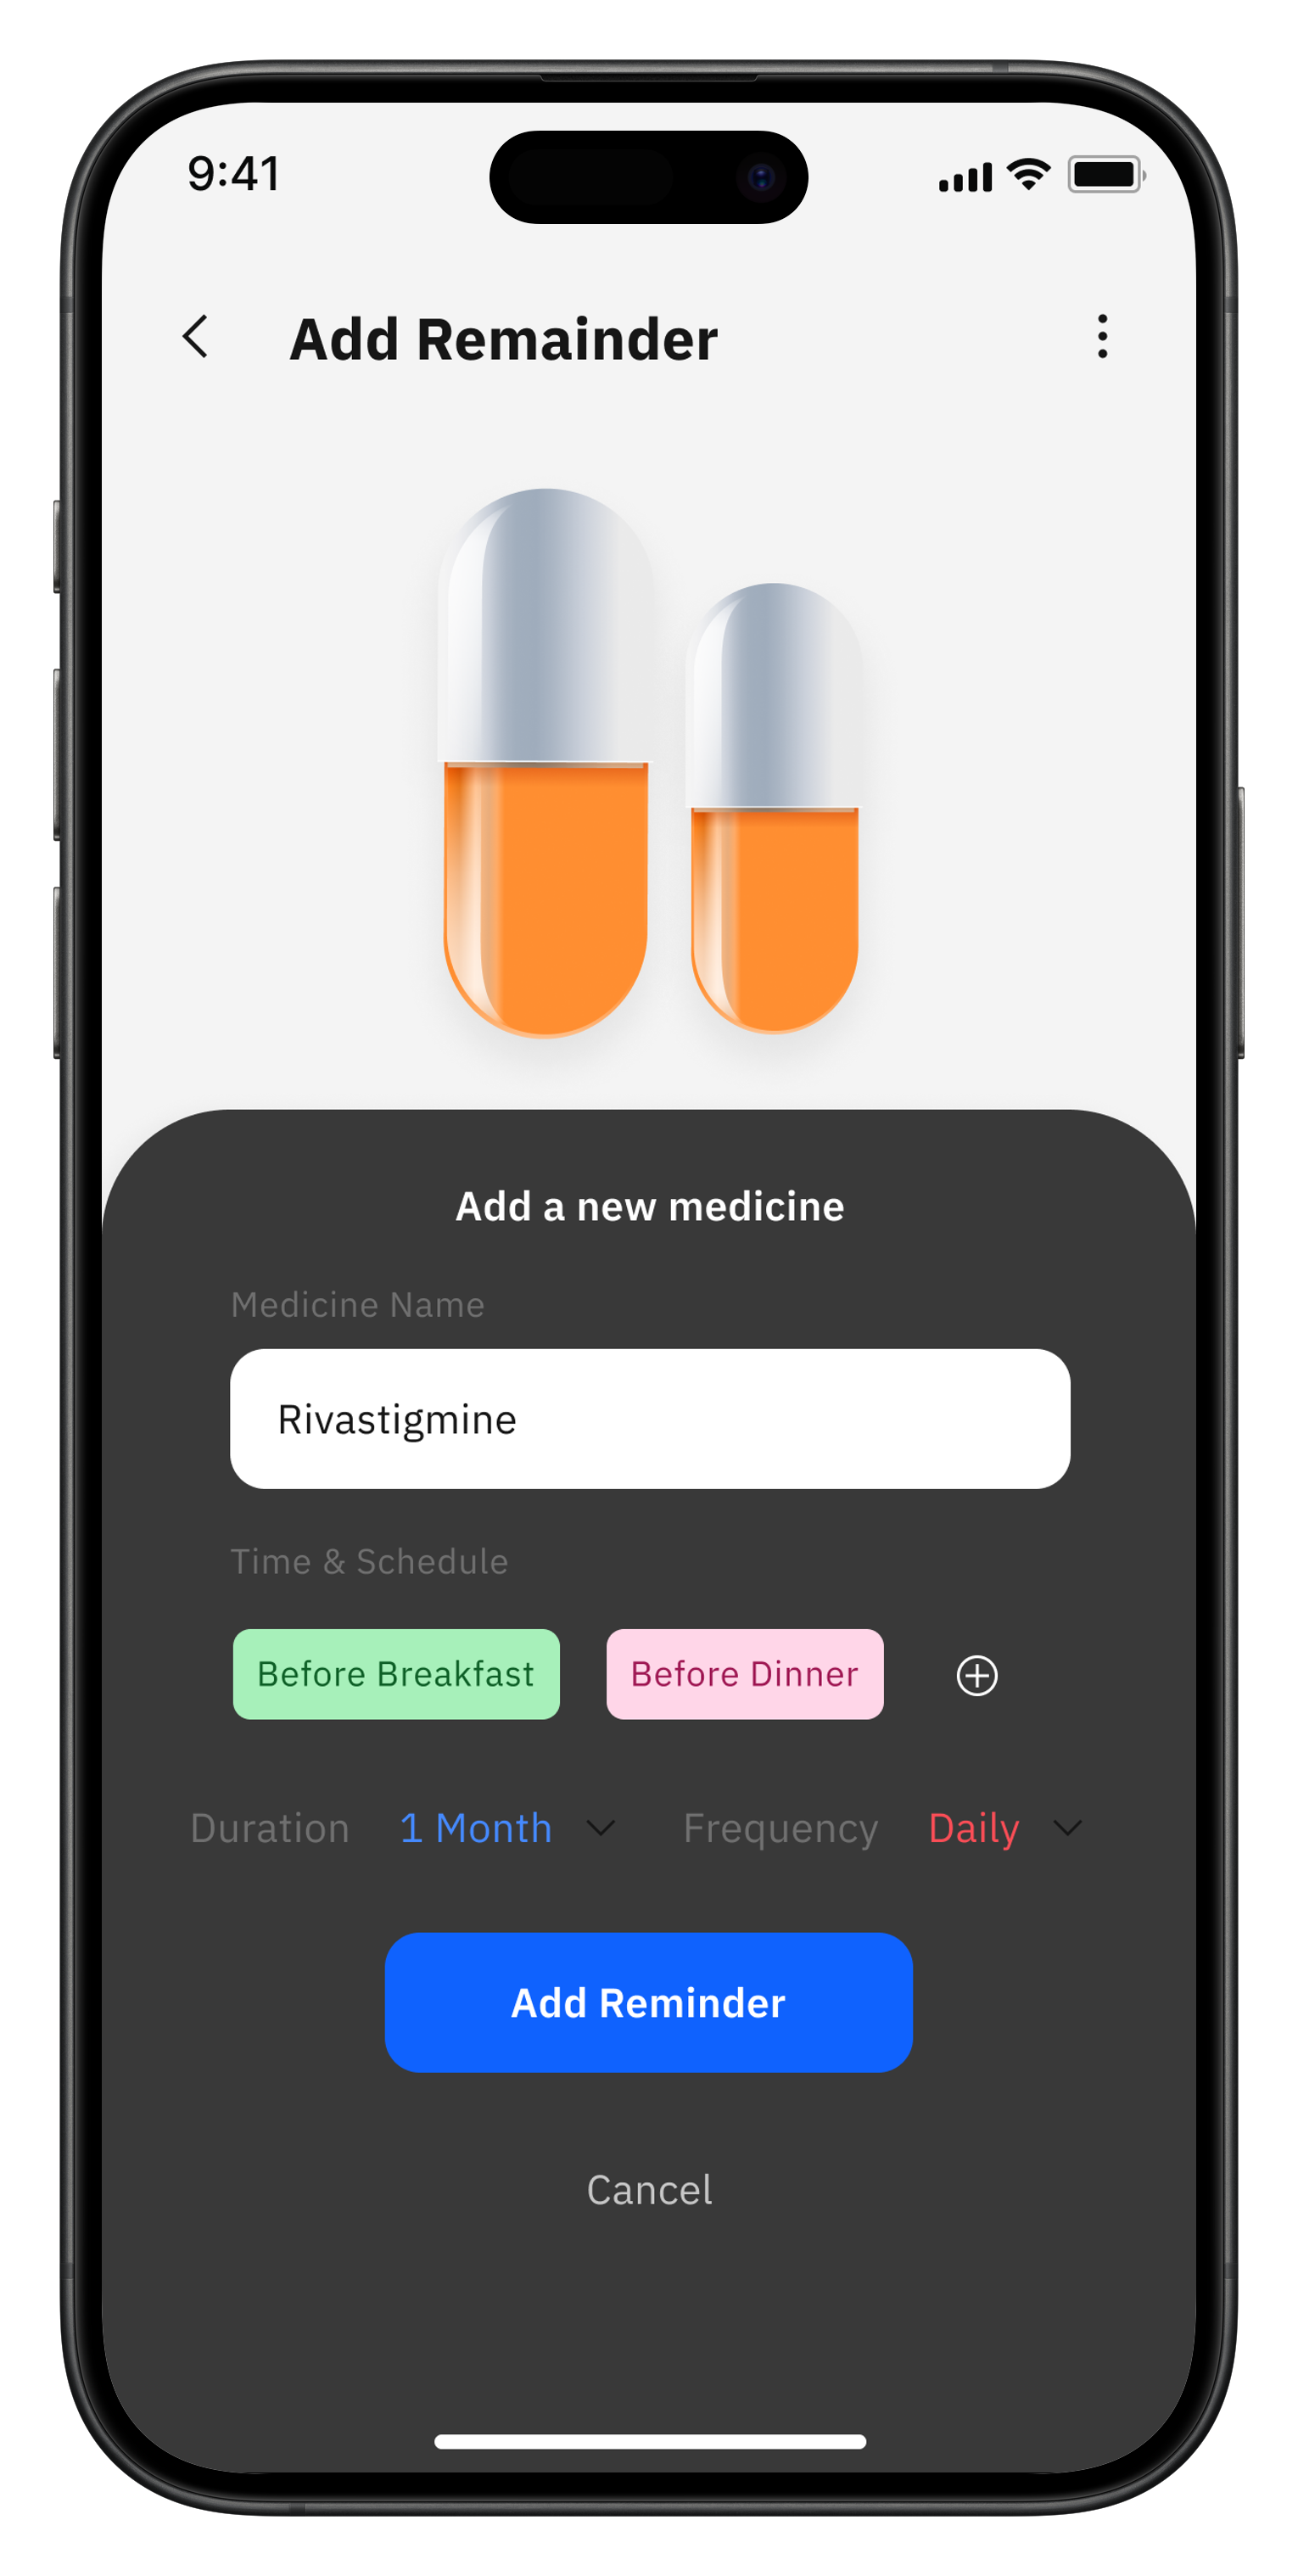 9:41
Add Remainder
Add a new medicine
Medicine Name
Rivastigmine
Time & Schedule
Before Breakfast Before Dinner
Duration 1 Month Frequency Daily
Add Reminder
Cancel